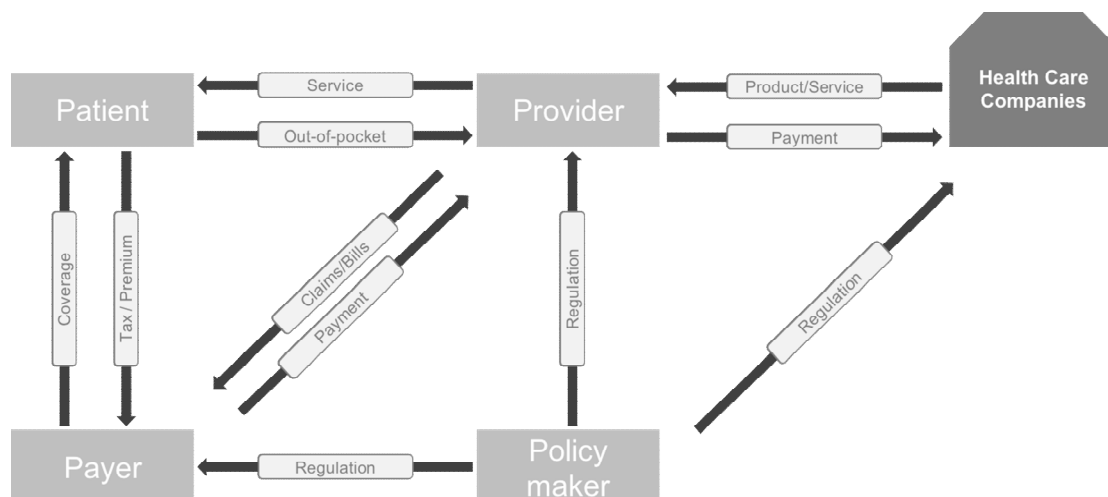 Service
Product/Service
Health Care
Companies
Patient
Provider
Out-of-pocket
Payment
Coverage
Tax / Premium
Claims/Bills
Payment
Regulation
Regulation
Payer
Regulation
Policy
maker